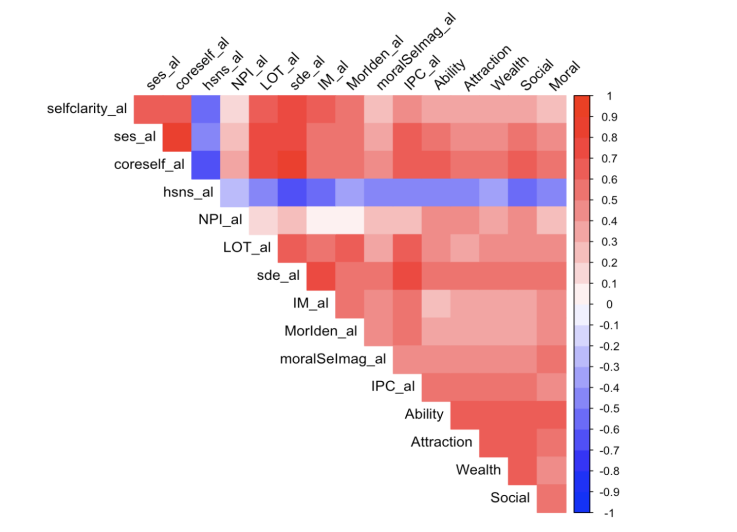 ses_al
coreself_al
hsns_al
NPI_al
LOT_al
sde_al
IM_al
MorIden_al
moralSeImag_al
IPC_al
Ability
Attraction
Wealth
Social
Moral
selfclarity_al
ses_al
coreself_al
hsns_al
NPI_al
LOT_al
sde_al
IM_al
MorIden_al
moralSeImag_al
IPC_al
Ability
Attraction
Wealth
Social
1
0.9
0.8
0.7
0.6
0.5
0.4
0.3
0.2
0.1
0
-0.1
-0.2
-0.3
-0.4
-0.5
-0.6
-0.7
-0.8
-0.9
-1